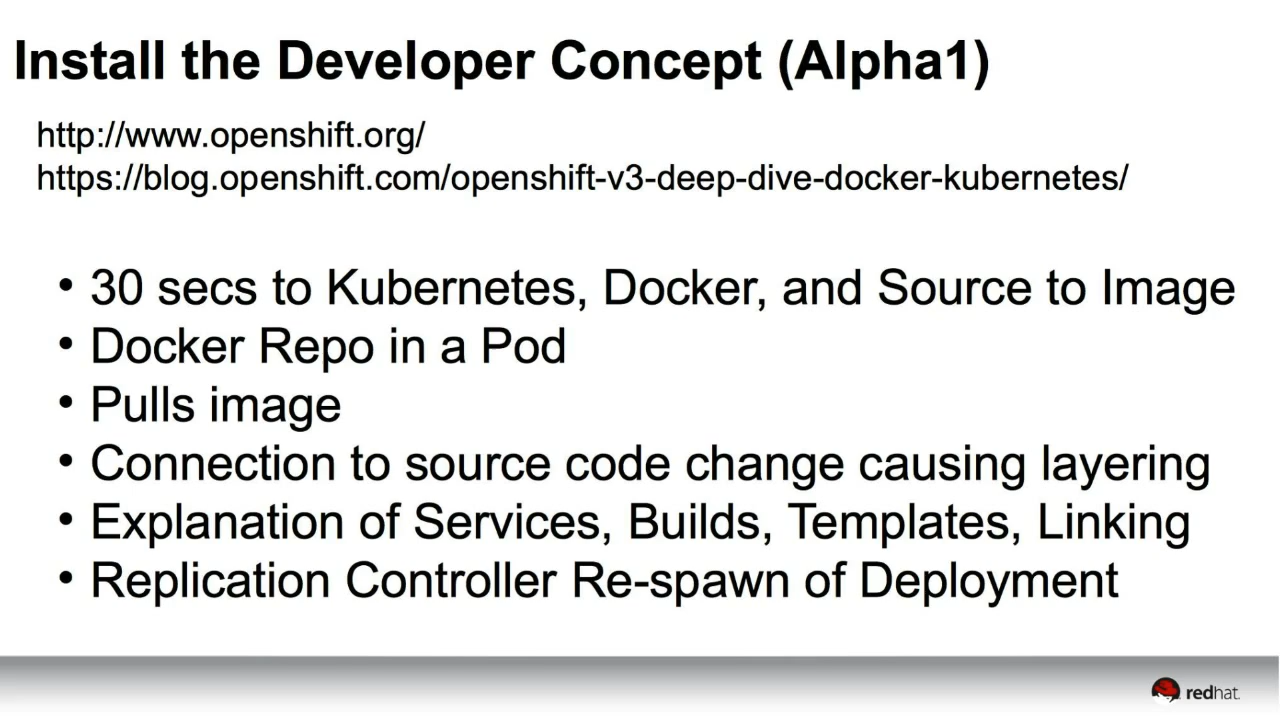 Install the Developer Concept (Alpha1)
http://www.openshift.org/
https://blog.openshift.com/openshift-v3-deep-dive-docker-kubernetes/
• 30 secs to Kubernetes, Docker, and Source to Image
• Docker Repo in a Pod
• Pulls image
• Connection to source code change causing layering
• Explanation of Services, Builds, Templates, Linking
• Replication Controller Re-spawn of Deployment
redhat.